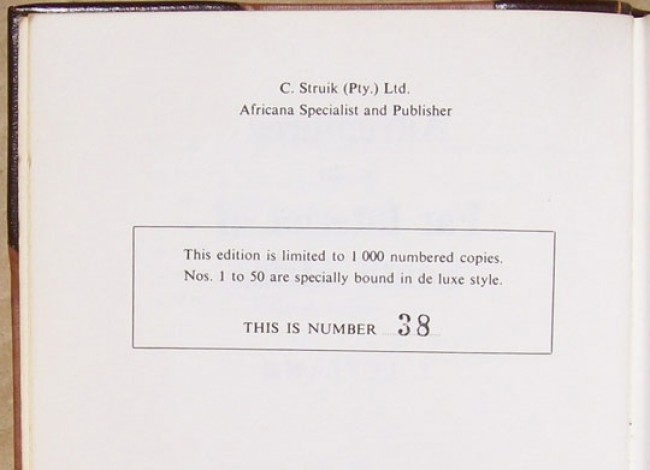 C. Struik (Pty.) Ltd.
Africana Specialist and Publisher
This edition is limited to 1 000 numbered copies.
Nos. 1 to 50 are specially bound in de luxe style.
THIS IS NUMBER 38